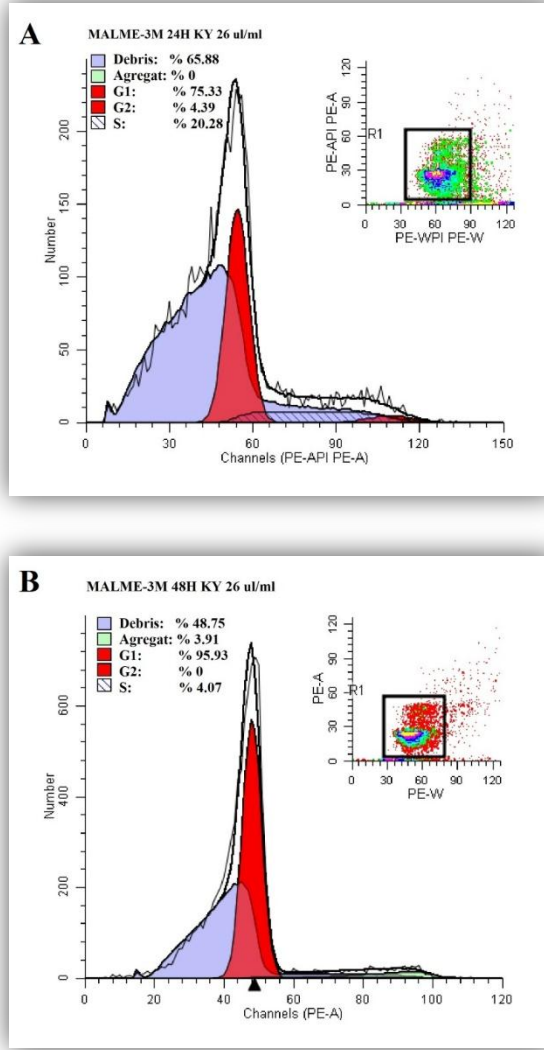 A
MALME-3M 24H KY 26 ul/ml
Debris: % 65.88
Agregat: % 0
G1: % 75.33
G2: % 4.39
S: % 20.28
Number
0 50 100 150 200
0 30 60 90 120 150
Channels (PE-API PE-A)
R1
PE-API PE-A
0 30 60 90 120
0 30 60 90 120
PE-WPI PE-W
B
MALME-3M 48H KY 26 ul/ml
Debris: % 48.75
Agregat: % 3.91
G1: % 95.93
G2: % 0
S: % 4.07
Number
0 200 400 600
0 20 40 60 80 100 120
Channels (PE-A)
R1
PE-A
0 30 60 90 120
0 30 60 90 120
PE-W